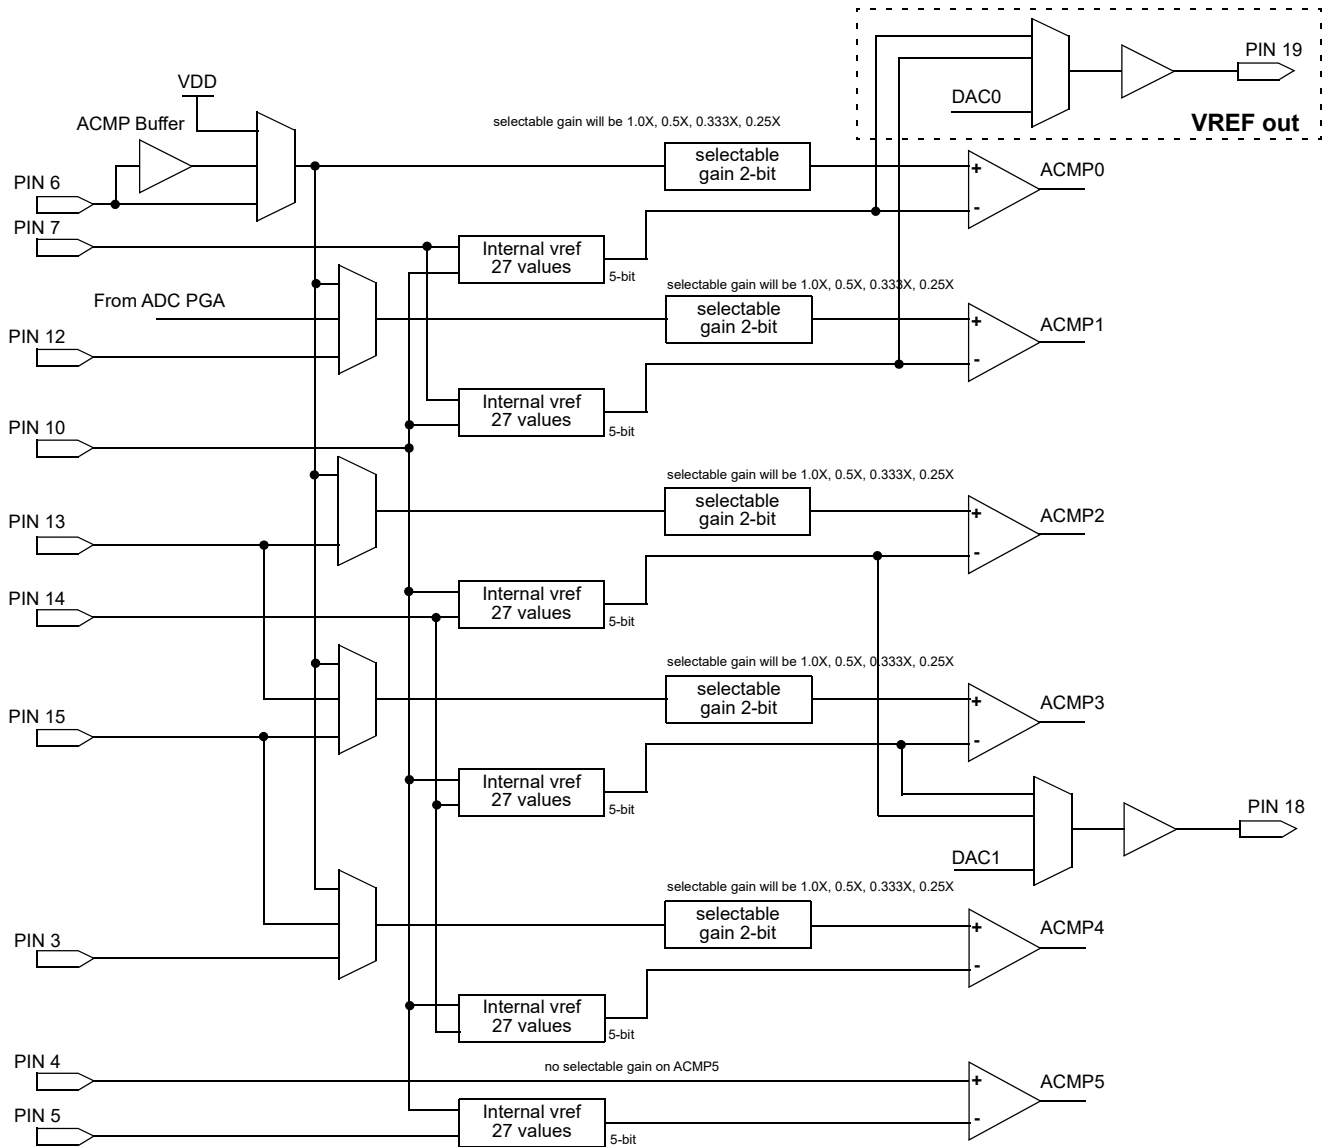 PIN 19
VDD
DAC0
ACMP Buffer
selectable gain will be 1.0X, 0.5X, 0.333X, 0.25X
VREF out
selectable
gain 2-bit
ACMP0
+
-
PIN 6
PIN 7
Internal vref
27 values
5-bit
selectable gain will be 1.0X, 0.5X, 0.333X, 0.25X
From ADC PGA
selectable
gain 2-bit
ACMP1
+
-
PIN 12
Internal vref
27 values
5-bit
PIN 10
selectable gain will be 1.0X, 0.5X, 0.333X, 0.25X
selectable
gain 2-bit
ACMP2
+
-
PIN 13
Internal vref
27 values
5-bit
PIN 14
selectable gain will be 1.0X, 0.5X, 0.333X, 0.25X
selectable
gain 2-bit
ACMP3
+
-
PIN 15
Internal vref
27 values
5-bit
PIN 18
DAC1
selectable gain will be 1.0X, 0.5X, 0.333X, 0.25X
selectable
gain 2-bit
ACMP4
+
-
PIN 3
Internal vref
27 values
5-bit
PIN 4
no selectable gain on ACMP5
ACMP5
+
-
PIN 5
Internal vref
27 values
5-bit